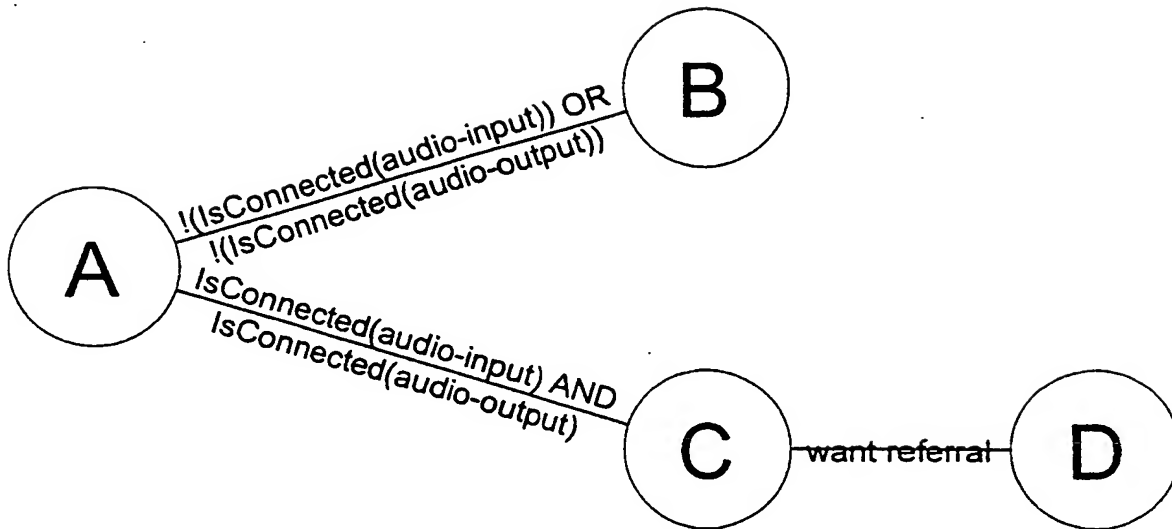 B
!(IsConnected(audio-input)) OR
!(IsConnected(audio-output))
A
IsConnected(audio-input) AND
IsConnected(audio-output)
C
want referral
D